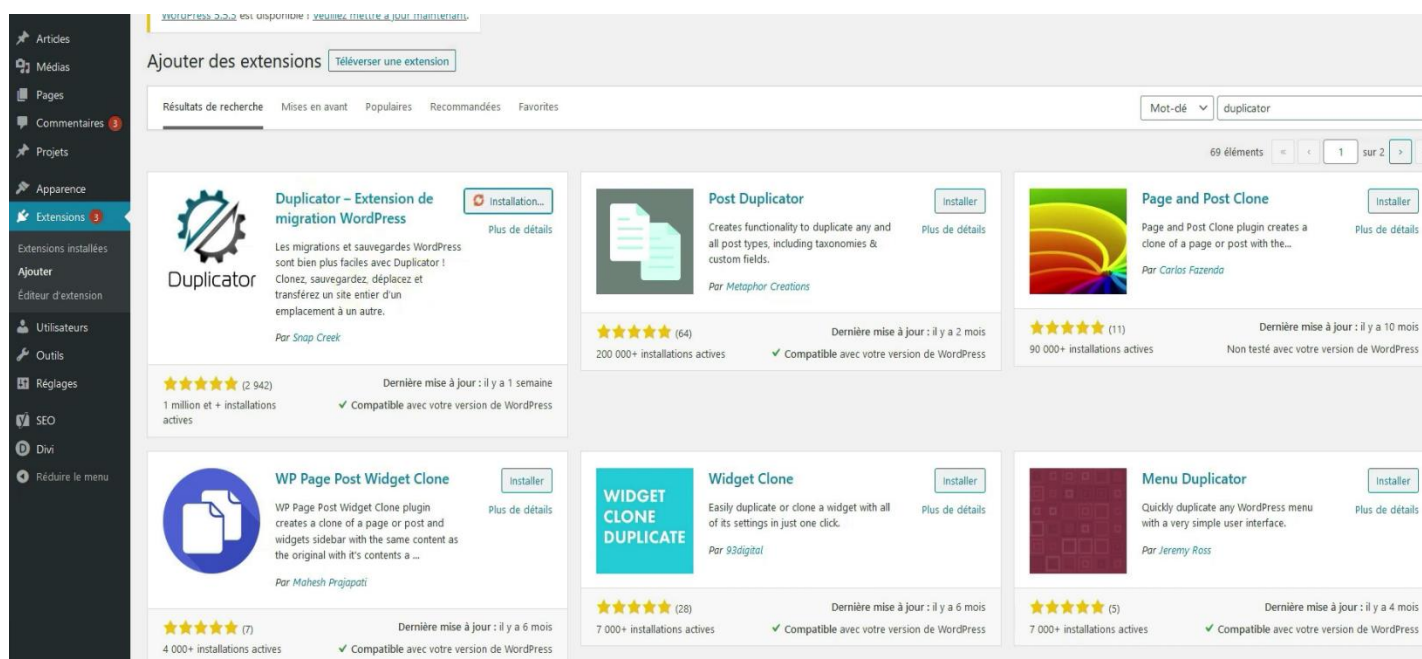 WordPress 5.5.5 est disponible ! Veuillez mettre à jour maintenant.
Articles
Médias
Pages
Commentaires 3
Projets
Apparence
Extensions 3
Extensions installées
Ajouter
Éditeur d'extension
Utilisateurs
Outils
Réglages
SEO
Divi
Réduire le menu
Ajouter des extensions Téléverser une extension
Résultats de recherche Mises en avant Populaires Recommandées Favorites
Mot-clé duplicator
69 éléments « ‹ 1 sur 2 ›
Duplicator
Duplicator – Extension de
migration WordPress
Installation...
Plus de détails
Les migrations et sauvegardes WordPress
sont bien plus faciles avec Duplicator !
Clonez, sauvegardez, déplacez et
transférez un site entier d'un
emplacement à un autre.
Par Snap Creek
(2 942)
Dernière mise à jour : il y a 1 semaine
1 million et + installations
actives
✔ Compatible avec votre version de WordPress
Post Duplicator
Installer
Plus de détails
Creates functionality to duplicate any and
all post types, including taxonomies &
custom fields.
Par Metaphor Creations
(64)
Dernière mise à jour : il y a 2 mois
200 000+ installations actives
✔ Compatible avec votre version de WordPress
Page and Post Clone
Installer
Plus de détails
Page and Post Clone plugin creates a
clone of a page or post with the...
Par Carlos Fazenda
(11)
Dernière mise à jour : il y a 10 mois
90 000+ installations actives
Non testé avec votre version de WordPress
WP Page Post Widget Clone
Installer
Plus de détails
WP Page Post Widget Clone plugin
creates a clone of a page or post and
widgets sidebar with the same content as
the original with it's contents a ...
Par Mahesh Prajapati
(7)
Dernière mise à jour : il y a 6 mois
4 000+ installations actives
✔ Compatible avec votre version de WordPress
WIDGET
CLONE
DUPLICATE
Widget Clone
Installer
Plus de détails
Easily duplicate or clone a widget with all
of its settings in just one click.
Par 93digital
(28)
Dernière mise à jour : il y a 6 mois
7 000+ installations actives
✔ Compatible avec votre version de WordPress
Menu Duplicator
Installer
Plus de détails
Quickly duplicate any WordPress menu
with a very simple user interface.
Par Jeremy Ross
(5)
Dernière mise à jour : il y a 4 mois
7 000+ installations actives
✔ Compatible avec votre version de WordPress